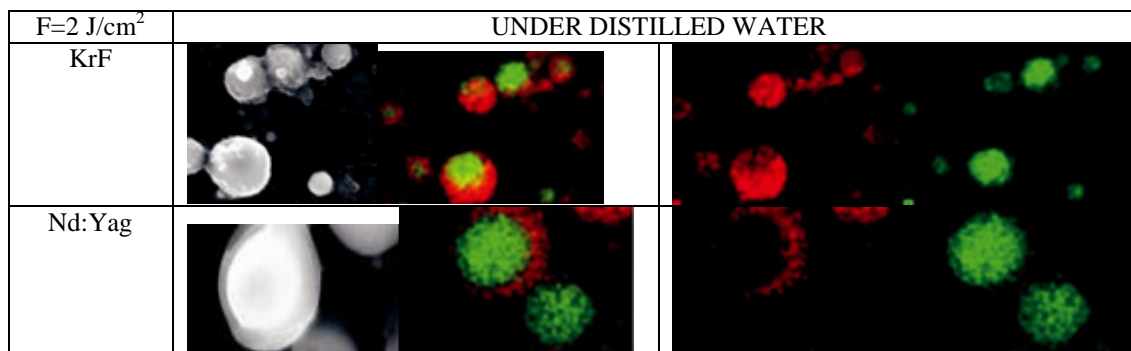 F=2 J/cm²
UNDER DISTILLED WATER
KrF
Nd:Yag